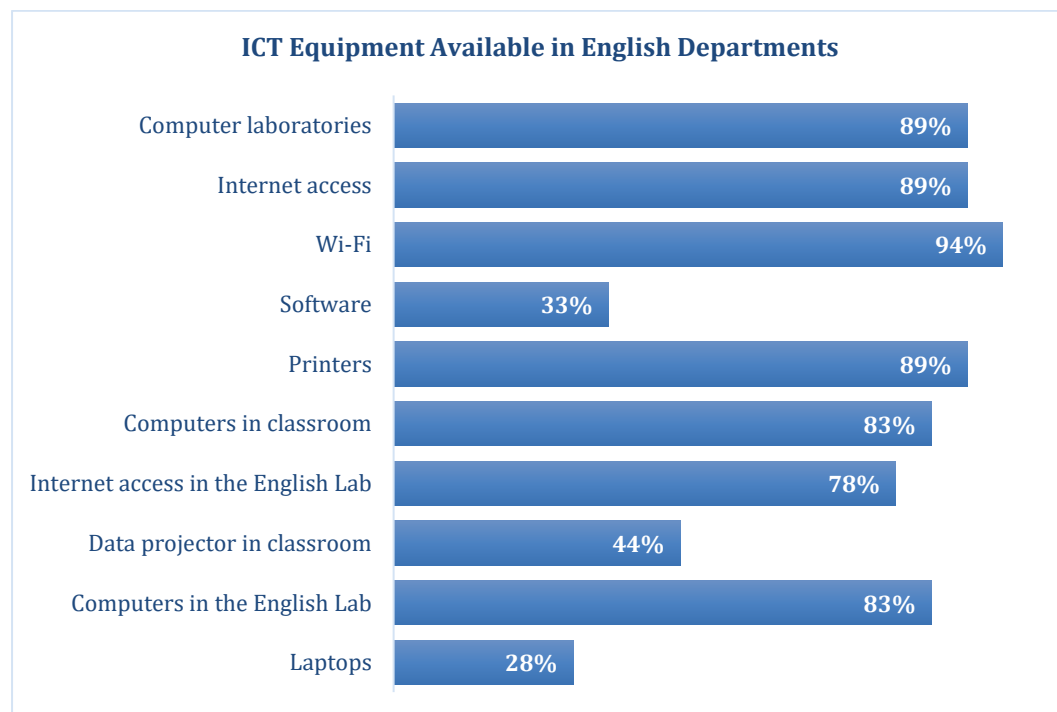 ICT Equipment Available in English Departments
Computer laboratories 89%
Internet access 89%
Wi-Fi 94%
Software 33%
Printers 89%
Computers in classroom 83%
Internet access in the English Lab 78%
Data projector in classroom 44%
Computers in the English Lab 83%
Laptops 28%